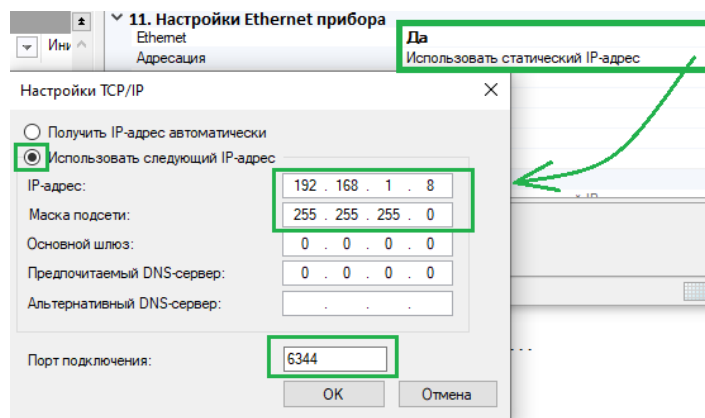 11. Настройки Ethernet прибора
Ethernet Да
Адресация Использовать статический IP-адрес
Настройки TCP/IP
Получить IP-адрес автоматически
Использовать следующий IP-адрес
IP-адрес: 192 . 168 . 1 . 8
Маска подсети: 255 . 255 . 255 . 0
Основной шлюз: 0 . 0 . 0 . 0
Предпочитаемый DNS-сервер: 0 . 0 . 0 . 0
Альтернативный DNS-сервер: . . .
Порт подключения: 6344
ОК Отмена